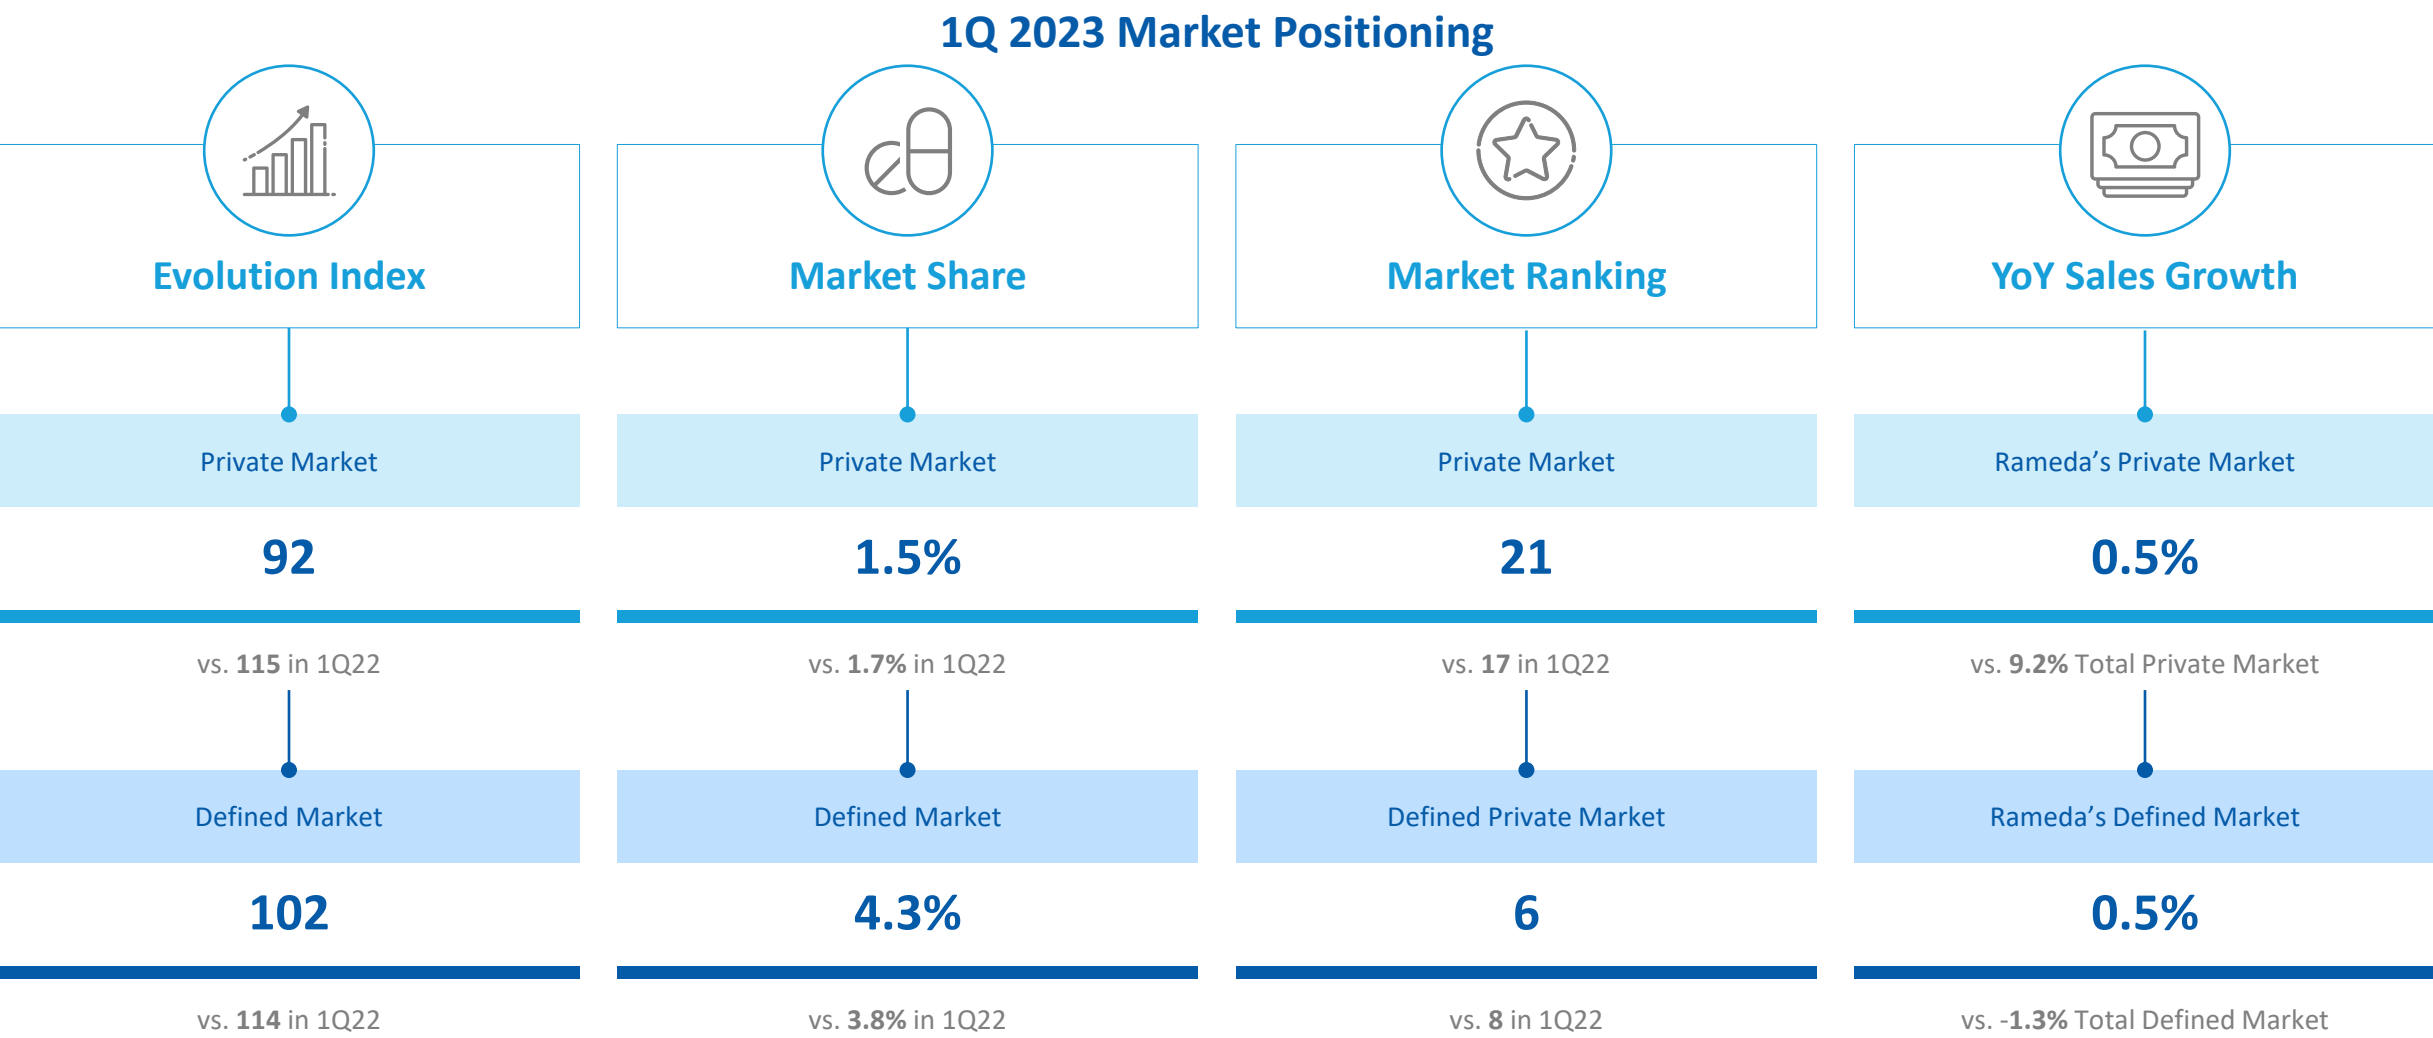 1Q 2023 Market Positioning
Evolution Index
Market Share
Market Ranking
YoY Sales Growth
Private Market
Private Market
Private Market
Rameda’s Private Market
92
1.5%
21
0.5%
vs. 115 in 1Q22
vs. 1.7% in 1Q22
vs. 17 in 1Q22
vs. 9.2% Total Private Market
Defined Market
Defined Market
Defined Private Market
Rameda’s Defined Market
102
4.3%
6
0.5%
vs. 114 in 1Q22
vs. 3.8% in 1Q22
vs. 8 in 1Q22
vs. -1.3% Total Defined Market